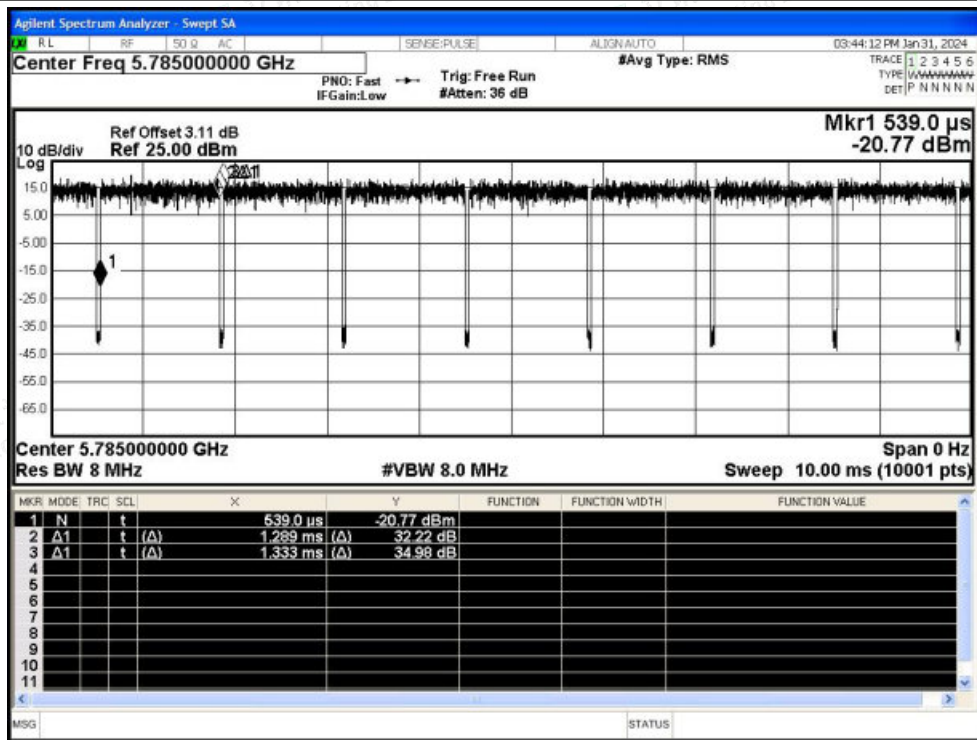 Agilent Spectrum Analyzer - Swept SA
RL RF 50 Ω AC SENSE:PULSE ALIGN AUTO 03:44:12 PM Jan 31, 2024
Center Freq 5.785000000 GHz #Avg Type: RMS TRACE 1 2 3 4 5 6
PNO: Fast Trig: Free Run TYPE
IFGain:Low #Atten: 36 dB DET P N N N N N
Mkr1 539.0 µs
Ref Offset 3.11 dB -20.77 dBm
10 dB/div Ref 25.00 dBm
Log
15.0
5.00
-5.00
-15.0
1
-25.0
-35.0
-45.0
-55.0
-65.0
Center 5.785000000 GHz Span 0 Hz
Res BW 8 MHz #VBW 8.0 MHz Sweep 10.00 ms (10001 pts)
MKR MODE TRC SCL X Y FUNCTION FUNCTION WIDTH FUNCTION VALUE
1 N t 539.0 µs -20.77 dBm
2 Δ1 t (Δ) 1.289 ms (Δ) 32.22 dB
3 Δ1 t (Δ) 1.333 ms (Δ) 34.98 dB
4
5
6
7
8
9
10
11
MSG STATUS